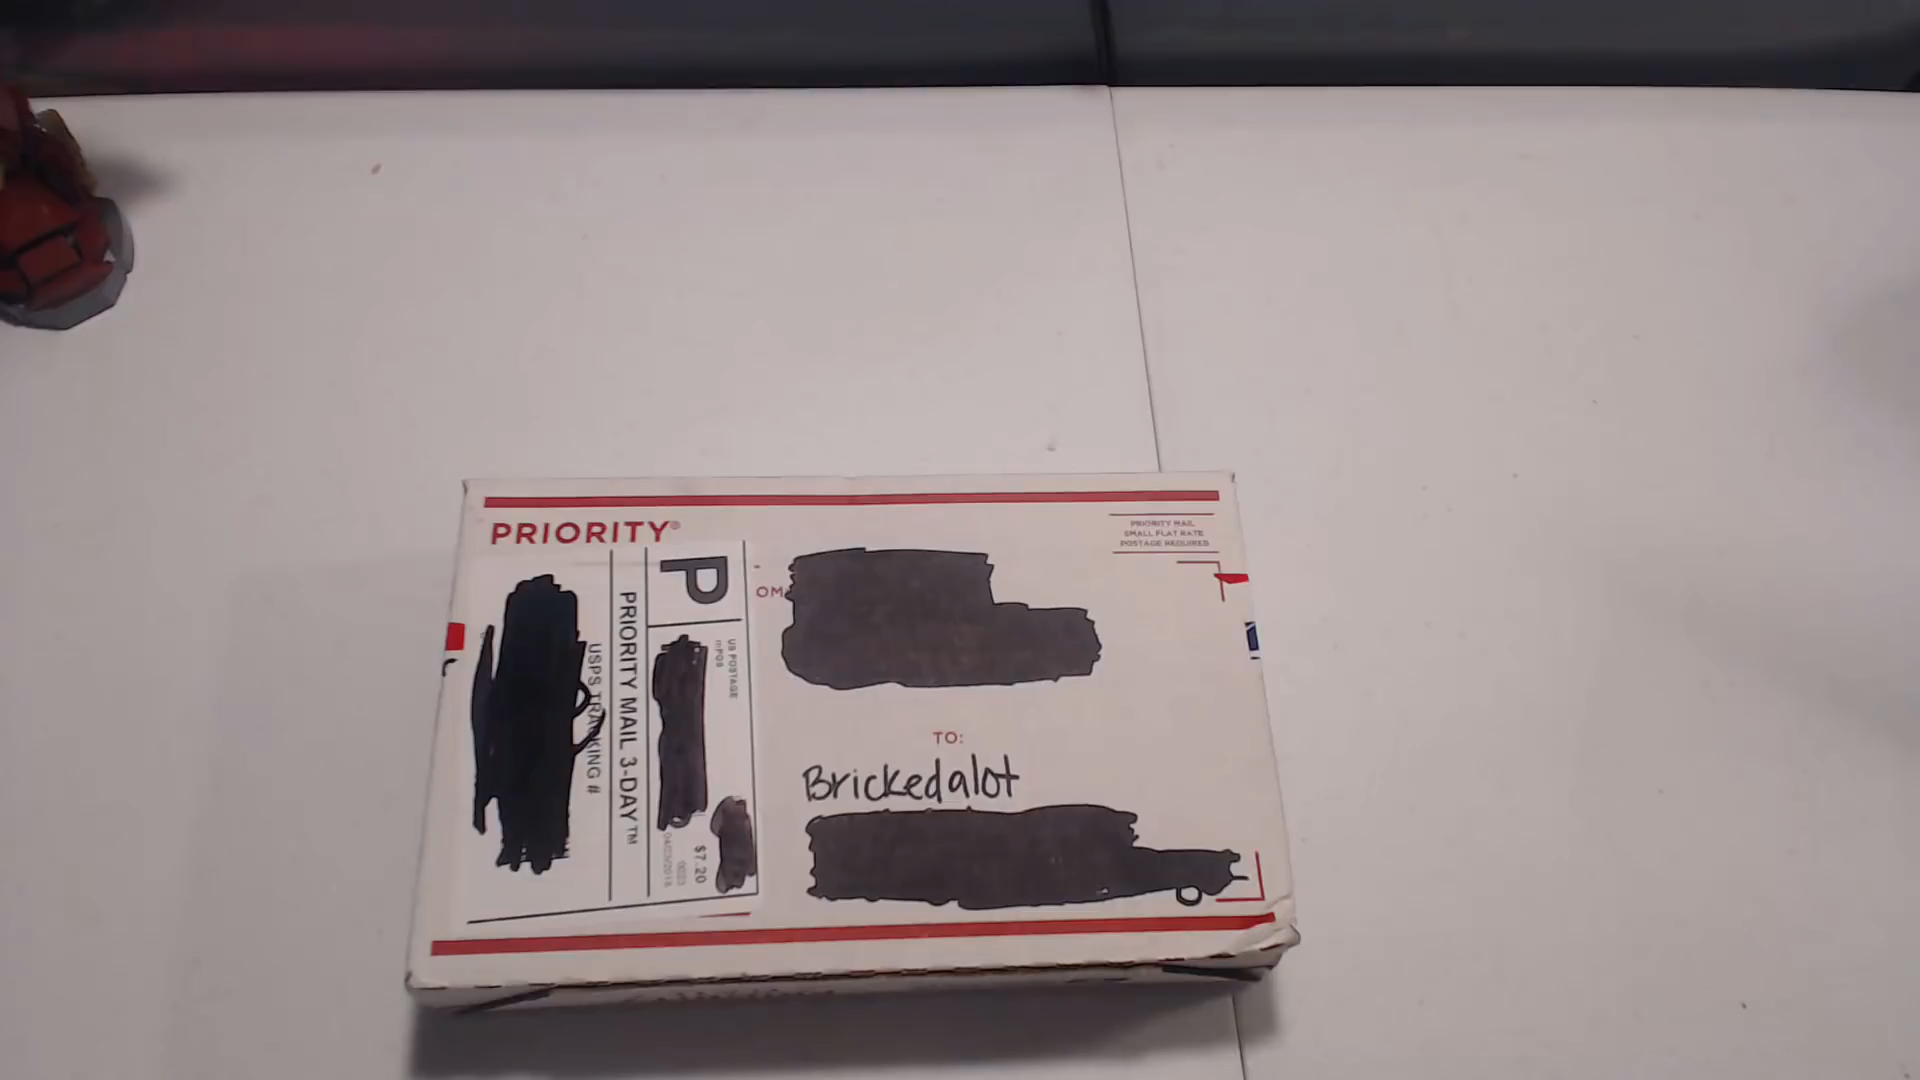 PRIORITY®
PRIORITY MAIL
SMALL FLAT RATE
POSTAGE REQUIRED
P
US POSTAGE
$7.20
PRIORITY MAIL 3-DAY™
USPS TRACKING #
OM
TO:
Brickedalot